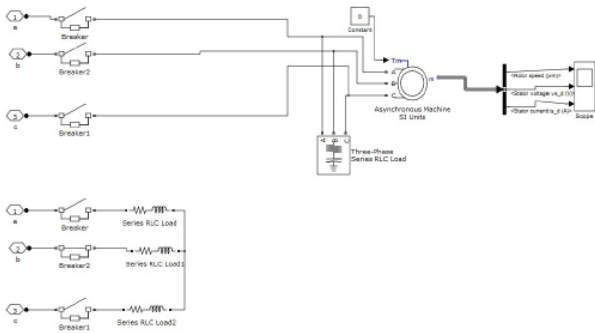 1
a
Breaker
2
b
Breaker2
3
c
Breaker1
0
Constant
Tm
A
B
C
m
Asynchronous Machine
SI Units
<Rotor speed (wm)>
<Stator voltage vs_d (V)>
<Stator current is_d (A)>
Scope
A B C
Three-Phase
Series RLC Load
1
a
Breaker
Series RLC Load
2
b
Breaker2
Series RLC Load1
3
c
Breaker1
Series RLC Load2